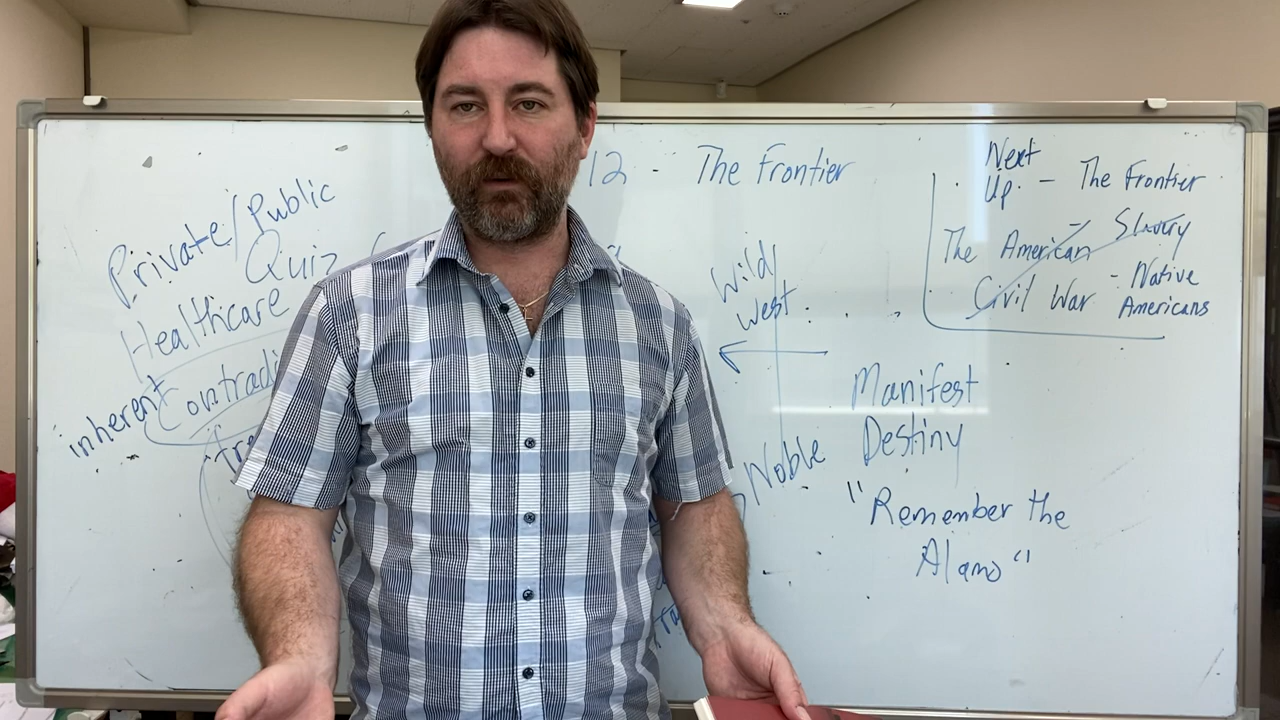 12 - The Frontier
Private/Public
Quiz
Healthcare
inherent
Wild
West
Noble
Manifest
Destiny
"Remember the
Alamo"
Next
Up - The Frontier
- Slavery
The American
Civil War - Native
Americans